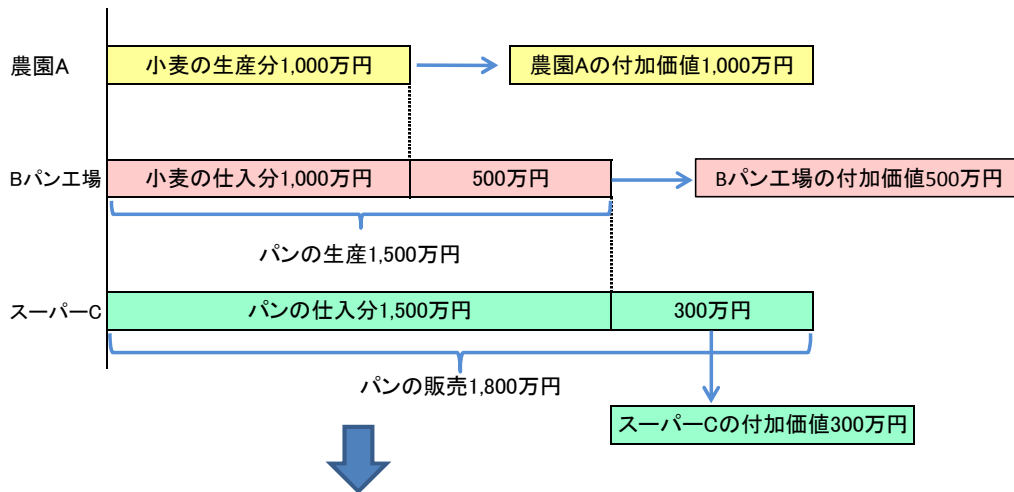 農園A
小麦の生産分1,000万円
農園Aの付加価値1,000万円
Bパン工場
小麦の仕入分1,000万円
500万円
Bパン工場の付加価値500万円
パンの生産1,500万円
スーパーC
パンの仕入分1,500万円
300万円
パンの販売1,800万円
スーパーCの付加価値300万円